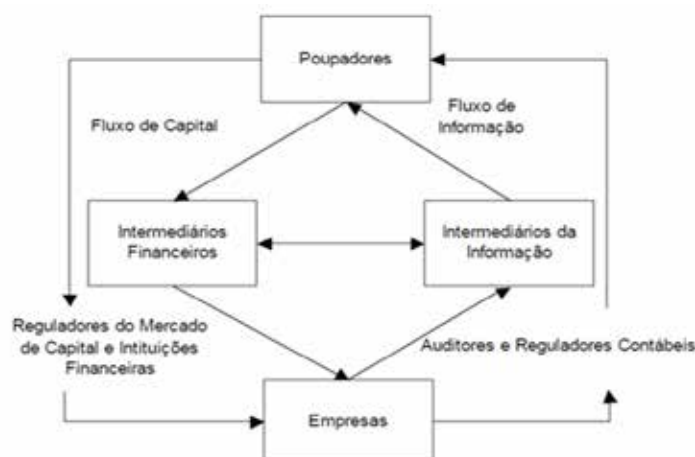 Poupadores
Fluxo de Capital
Fluxo de
Informação
Intermediários
Financeiros
Intermediários da
Informação
Reguladores do Mercado
de Capital e Intituições
Financeiras
Auditores e Reguladores Contábeis
Empresas